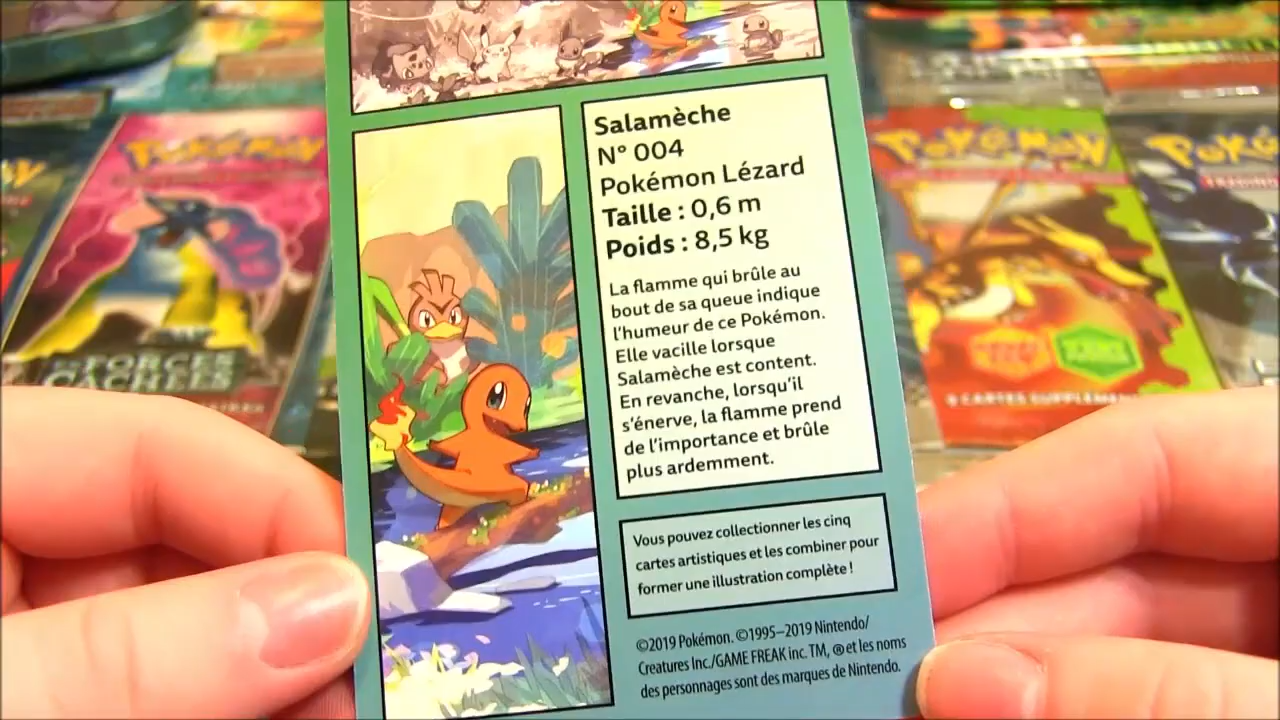 Salamèche
N° 004
Pokémon Lézard
Taille : 0,6 m
Poids : 8,5 kg
La flamme qui brûle au
bout de sa queue indique
l'humeur de ce Pokémon.
Elle vacille lorsque
Salamèche est content.
En revanche, lorsqu'il
s'énerve, la flamme prend
de l'importance et brûle
plus ardemment.
Vous pouvez collectionner les cinq
cartes artistiques et les combiner pour
former une illustration complète !
©2019 Pokémon. ©1995–2019 Nintendo/
Creatures Inc./GAME FREAK inc. TM, ® et les noms
des personnages sont des marques de Nintendo.
POKéMON
FORCES
CACHÉES
POKéMON
9 CARTES SUPPLÉMENT